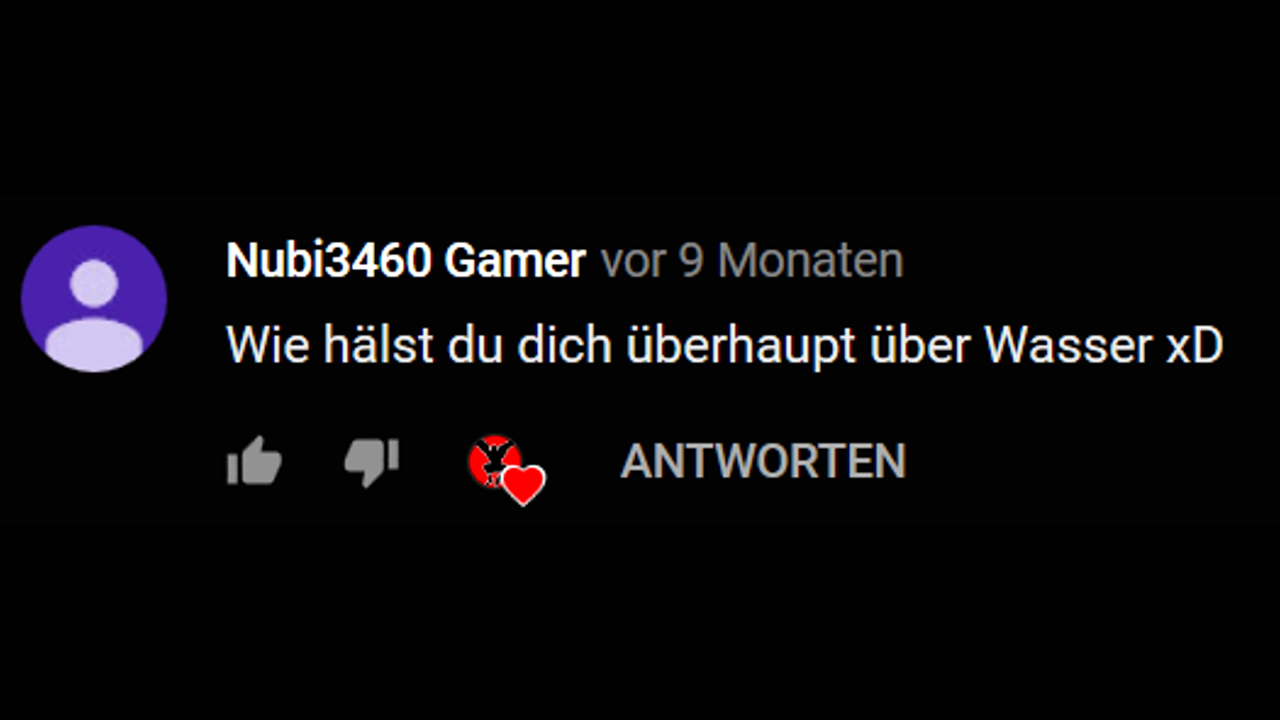 Nubi3460 Gamer vor 9 Monaten
Wie hälst du dich überhaupt über Wasser xD
ANTWORTEN